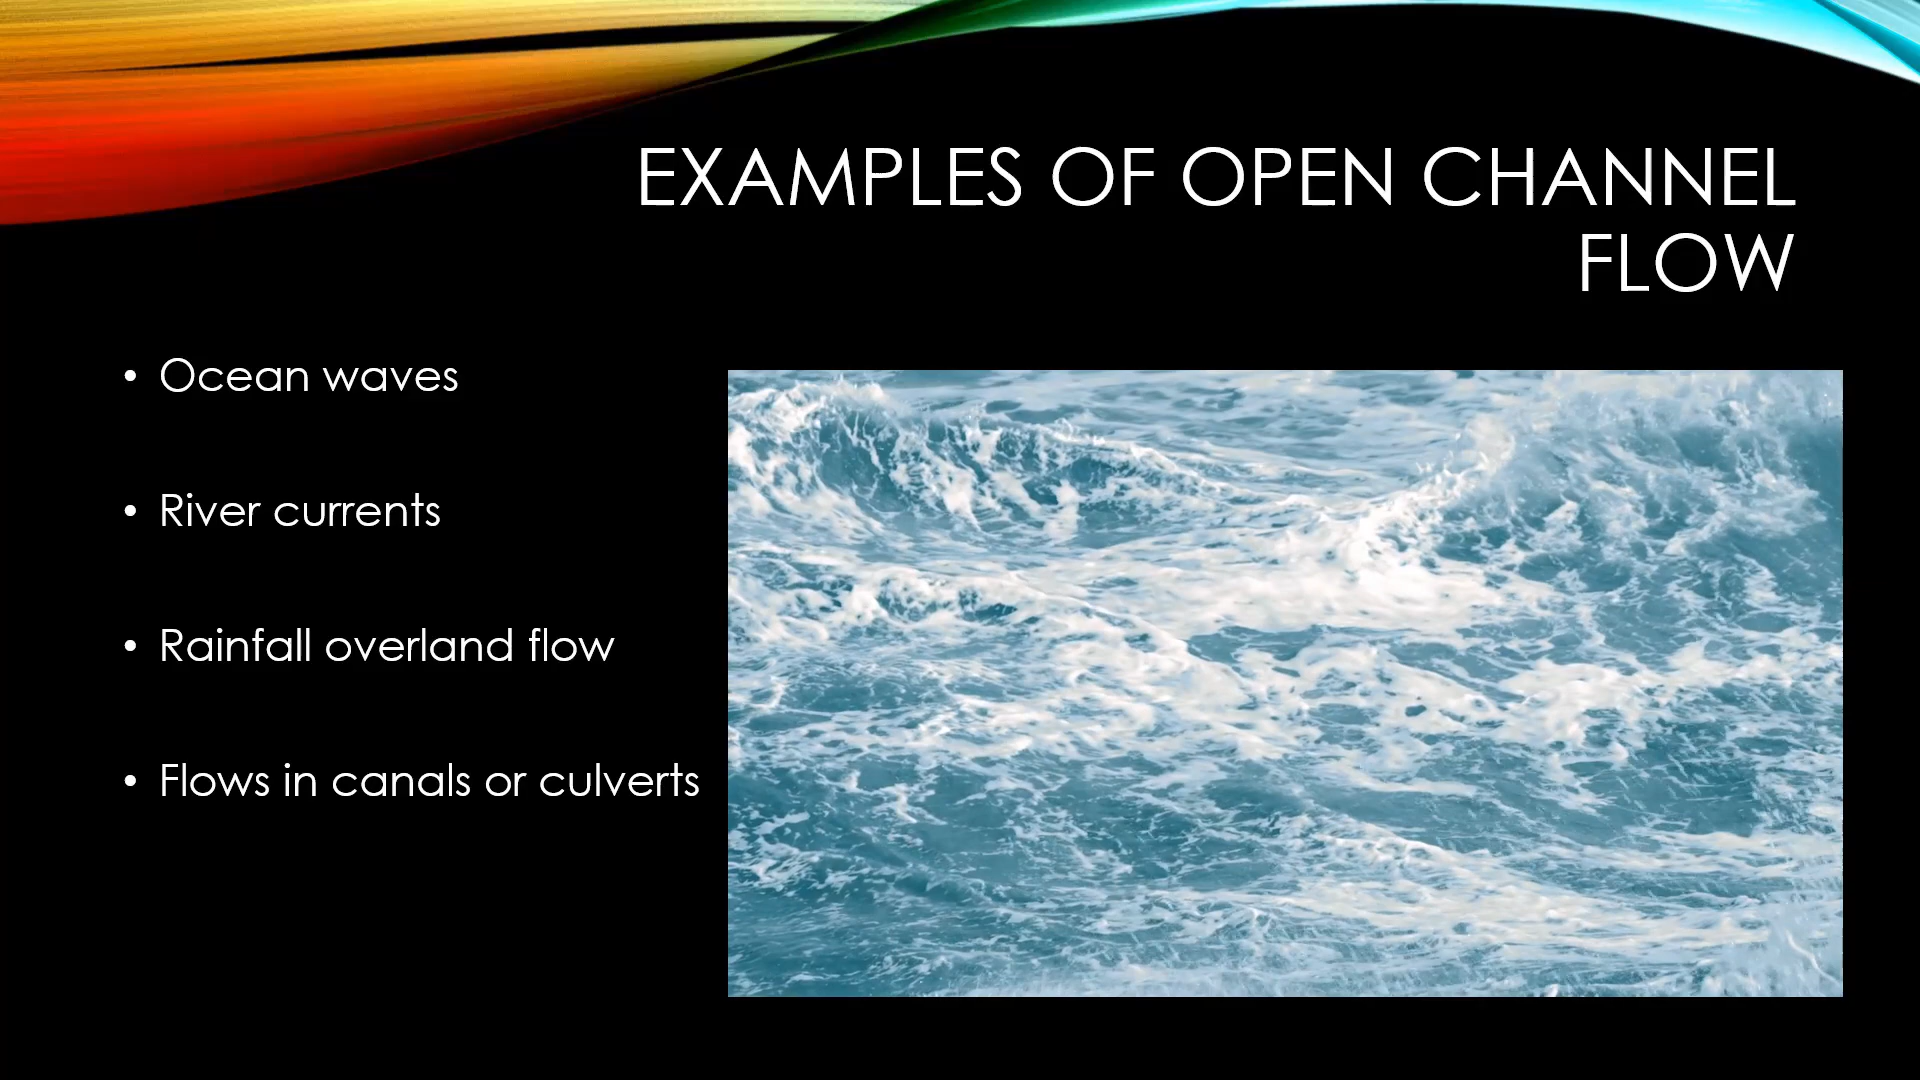 EXAMPLES OF OPEN CHANNEL
FLOW
• Ocean waves
• River currents
• Rainfall overland flow
• Flows in canals or culverts